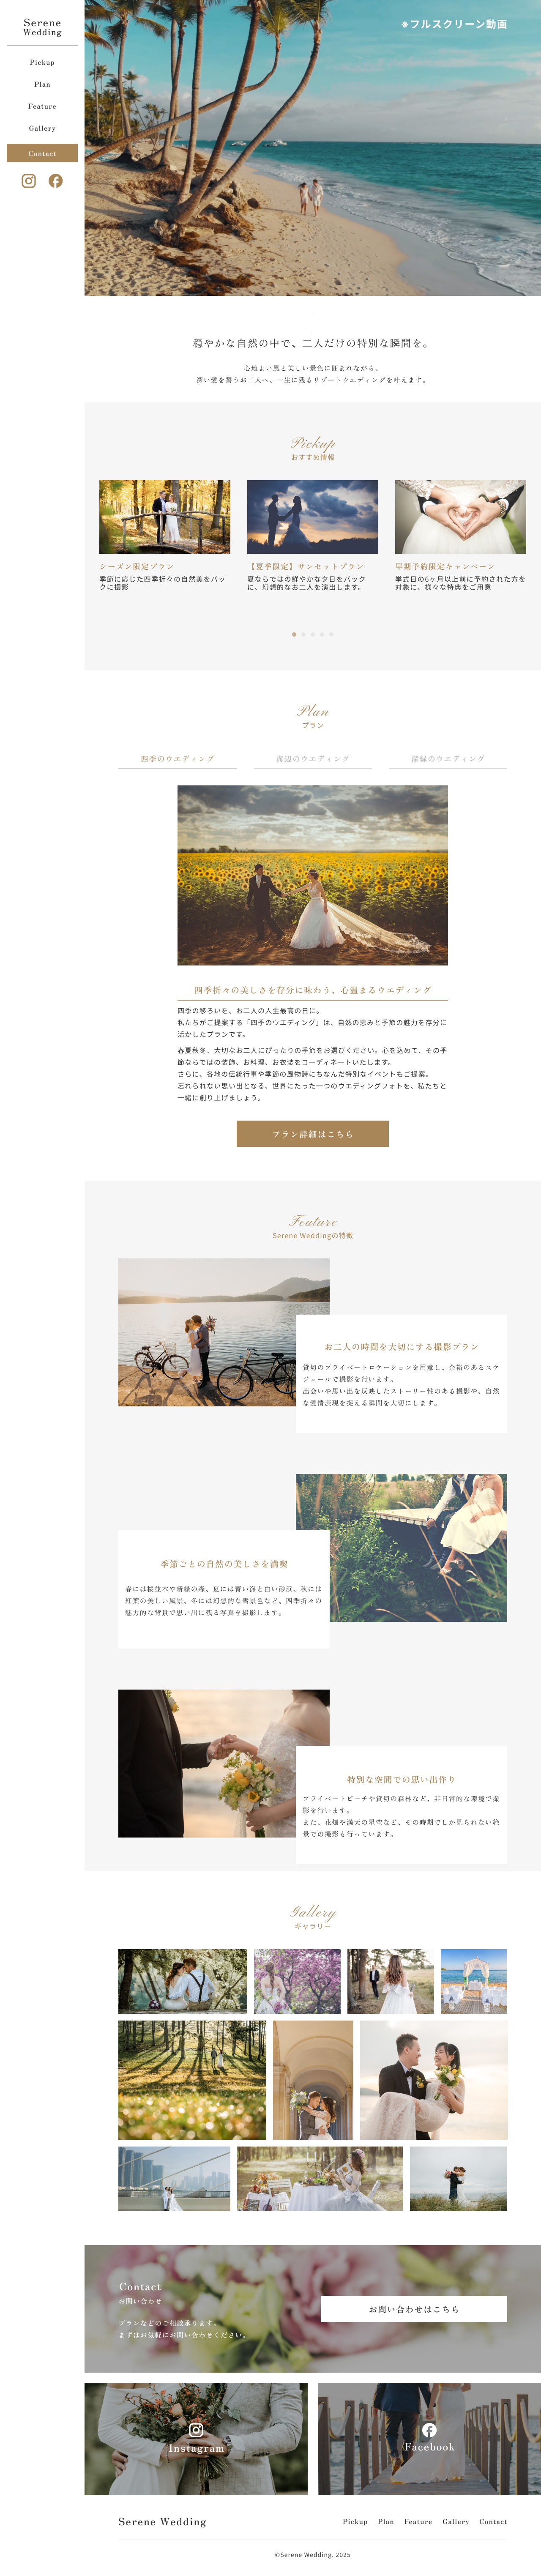 Serene
Wedding
Pickup
Plan
Feature
Gallery
Contact
※フルスクリーン動画
穏やかな自然の中で、二人だけの特別な瞬間を。
心地よい風と美しい景色に囲まれながら、
深い愛を誓うお二人へ、一生に残るリゾートウエディングを叶えます。
Pickup
おすすめ情報
シーズン限定プラン
季節に応じた四季折々の自然美をバッ
クに撮影
【夏季限定】サンセットプラン
夏ならではの鮮やかな夕日をバック
に、幻想的なお二人を演出します。
早期予約限定キャンペーン
挙式日の6ヶ月以上前に予約された方を
対象に、様々な特典をご用意
Plan
プラン
四季のウエディング
海辺のウエディング
深緑のウエディング
四季折々の美しさを存分に味わう、心温まるウエディング
四季の移ろいを、お二人の人生最高の日に。
私たちがご提案する「四季のウエディング」は、自然の恵みと季節の魅力を存分に
活かしたプランです。
春夏秋冬、大切なお二人にぴったりの季節をお選びください。心を込めて、その季
節ならではの装飾、お料理、お衣装をコーディネートいたします。
さらに、各地の伝統行事や季節の風物詩にちなんだ特別なイベントもご提案。
忘れられない思い出となる、世界にたった一つのウエディングフォトを、私たちと
一緒に創り上げましょう。
プラン詳細はこちら
Feature
Serene Weddingの特徴
お二人の時間を大切にする撮影プラン
貸切のプライベートロケーションを用意し、余裕のあるスケ
ジュールで撮影を行います。
出会いや思い出を反映したストーリー性のある撮影や、自然
な愛情表現を捉える瞬間を大切にします。
季節ごとの自然の美しさを満喫
春には桜並木や新緑の森、夏には青い海と白い砂浜、秋には
紅葉の美しい風景、冬には幻想的な雪景色など、四季折々の
魅力的な背景で思い出に残る写真を撮影します。
特別な空間での思い出作り
プライベートビーチや貸切の森林など、非日常的な環境で撮
影を行います。
また、花畑や満天の星空など、その時期でしか見られない絶
景での撮影も行っています。
Gallery
ギャラリー
Contact
お問い合わせ
プランなどのご相談承ります。
まずはお気軽にお問い合わせください。
お問い合わせはこちら
Instagram
Facebook
Serene Wedding
Pickup
Plan
Feature
Gallery
Contact
©Serene Wedding. 2025